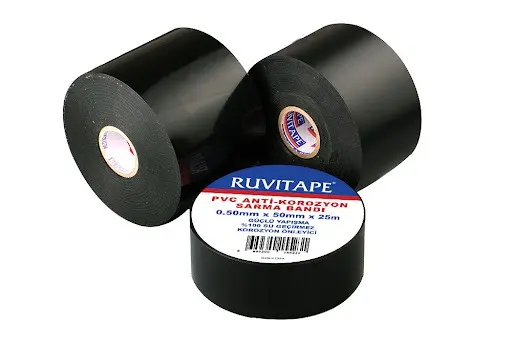 RUVITAPE
RUVITAPE®
PVC ANTİ-KOROZYON
SARMA BANDI
0.50mm x 50mm x 25m
GÜÇLÜ YAPIŞMA
%100 SU GEÇİRMEZ
KOROZYON ÖNLEYİCİ